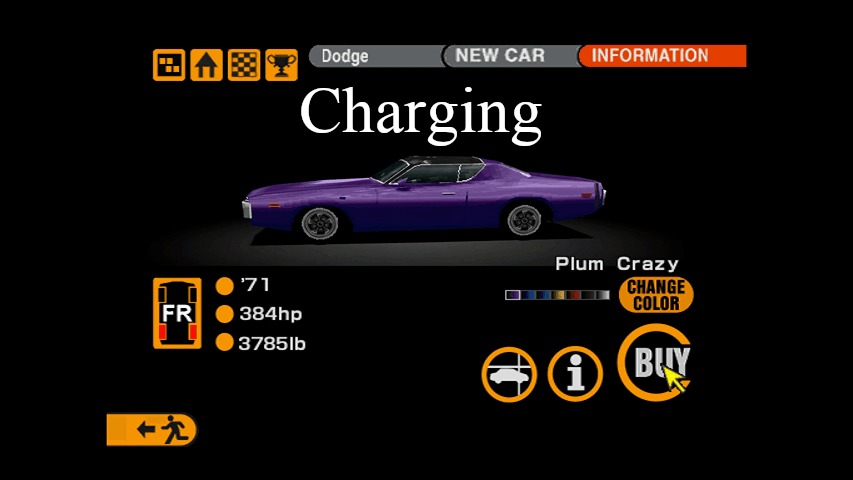 Dodge
NEW CAR
INFORMATION
Charging
Plum Crazy
CHANGE
COLOR
FR
'71
384hp
3785lb
i
BUY